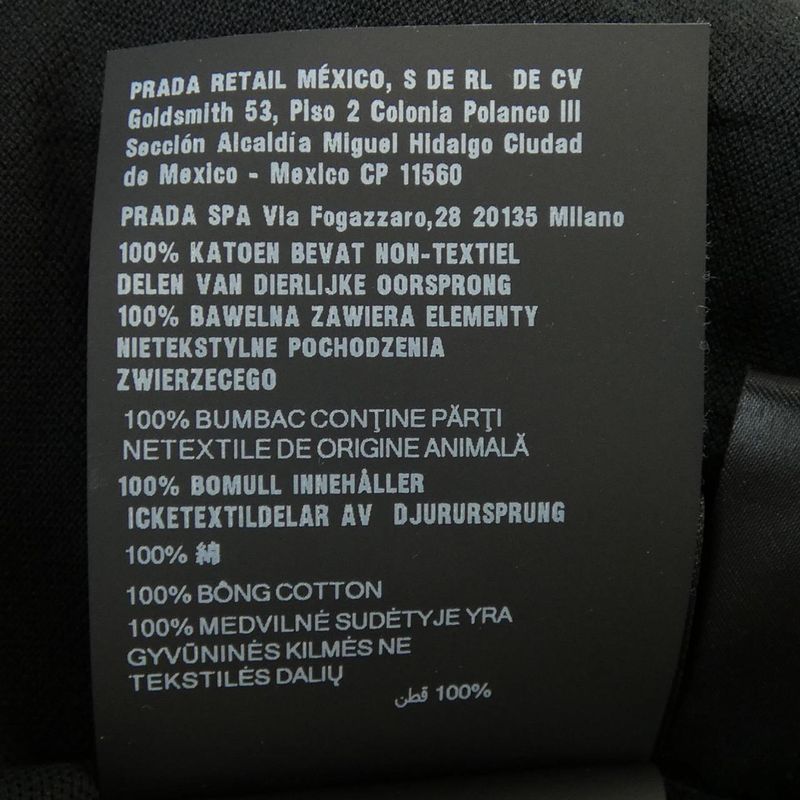 PRADA RETAIL MÉXICO, S DE RL DE CV
Goldsmith 53, Piso 2 Colonia Polanco III
Sección Alcaldía Miguel Hidalgo Ciudad
de Mexico - Mexico CP 11560
PRADA SPA Via Fogazzaro,28 20135 Milano
100% KATOEN BEVAT NON-TEXTIEL
DELEN VAN DIERLIJKE OORSPRONG
100% BAWELNA ZAWIERA ELEMENTY
NIETEKSTYLNE POCHODZENIA
ZWIERZECEGO
100% BUMBAC CONŢINE PĂRŢI
NETEXTILE DE ORIGINE ANIMALĂ
100% BOMULL INNEHÅLLER
ICKETEXTILDELAR AV DJURURSPRUNG
100% 綿
100% BÔNG COTTON
100% MEDVILNĖ SUDĖTYJE YRA
GYVŪNINĖS KILMĖS NE
TEKSTILĖS DALIŲ
100% قطن